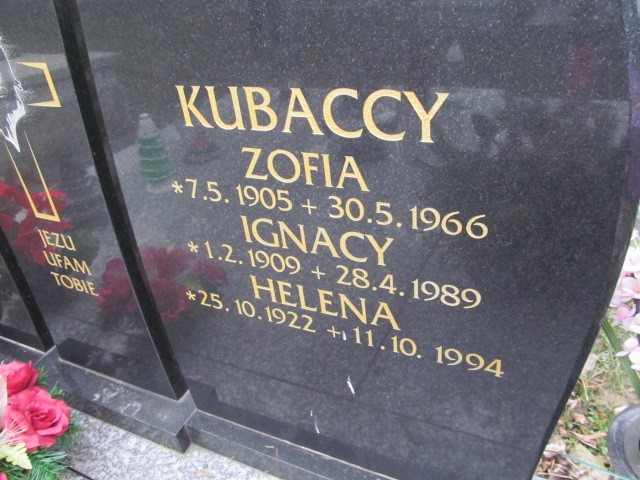 JEZU
UFAM
TOBIE
KUBACCY
ZOFIA
*7.5.1905 + 30.5.1966
IGNACY
*1.2.1909 + 28.4.1989
HELENA
*25.10.1922 + 11.10.1994